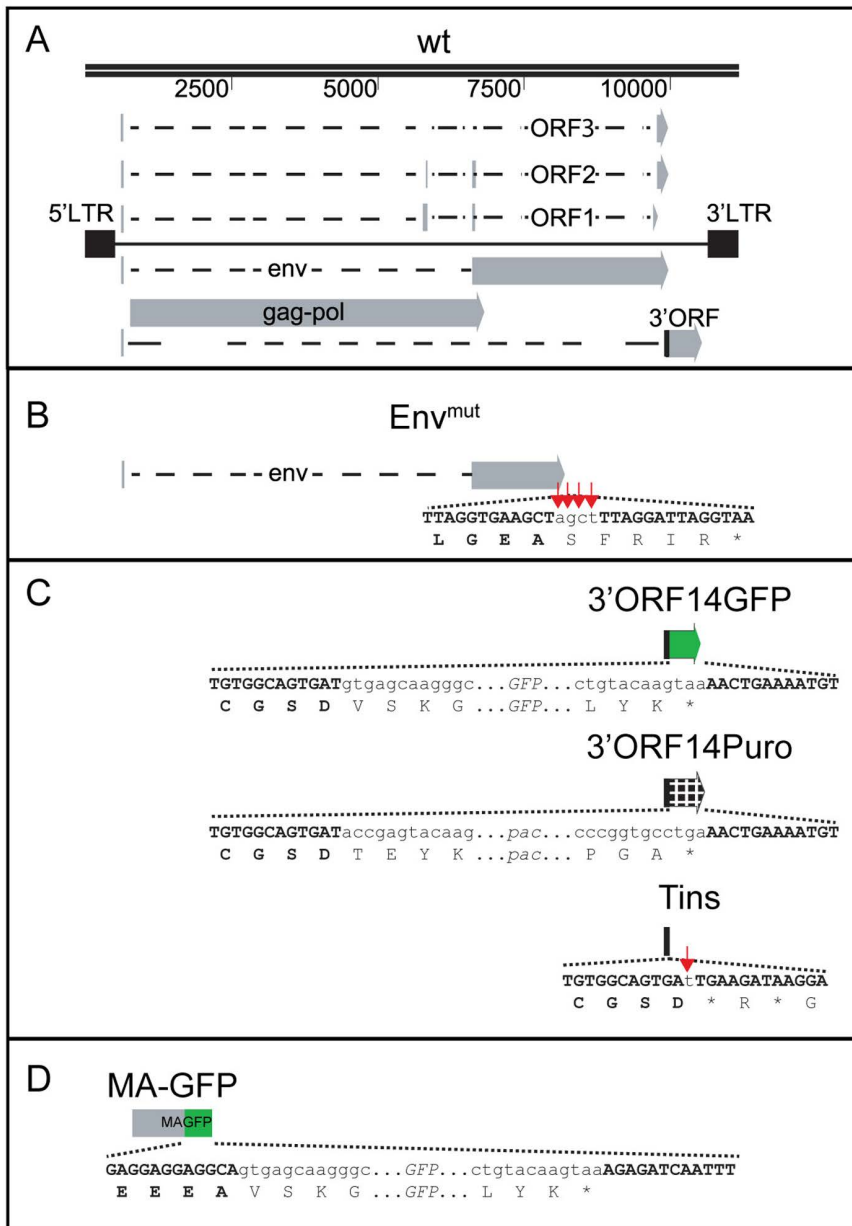 A
wt
2500 5000 7500 10000
ORF3
ORF2
5'LTR ORF1 3'LTR
env
gag-pol 3'ORF
B
Env^mut
env
TTAGGTGAAGCTagctTTAGGATTAGGTAA
L G E A S F R I R *
C
3'ORF14GFP
TGTGGCAGTGATgtgagcaagggc...GFP...ctgtacaagtaaAACTGAAAATGT
C G S D V S K G ...GFP... L Y K *
3'ORF14Puro
TGTGGCAGTGATaccgagtacaag...pac...cccggtgcctgaAACTGAAAATGT
C G S D T E Y K ...pac... P G A *
Tins
TGTGGCAGTGAtTGAAGATAAGGA
C G S D * R * G
D
MA-GFP
MAGFP
GAGGAGGAGGCAgtgagcaagggc...GFP...ctgtacaagtaaAGAGATCAATTT
E E E A V S K G ...GFP... L Y K *